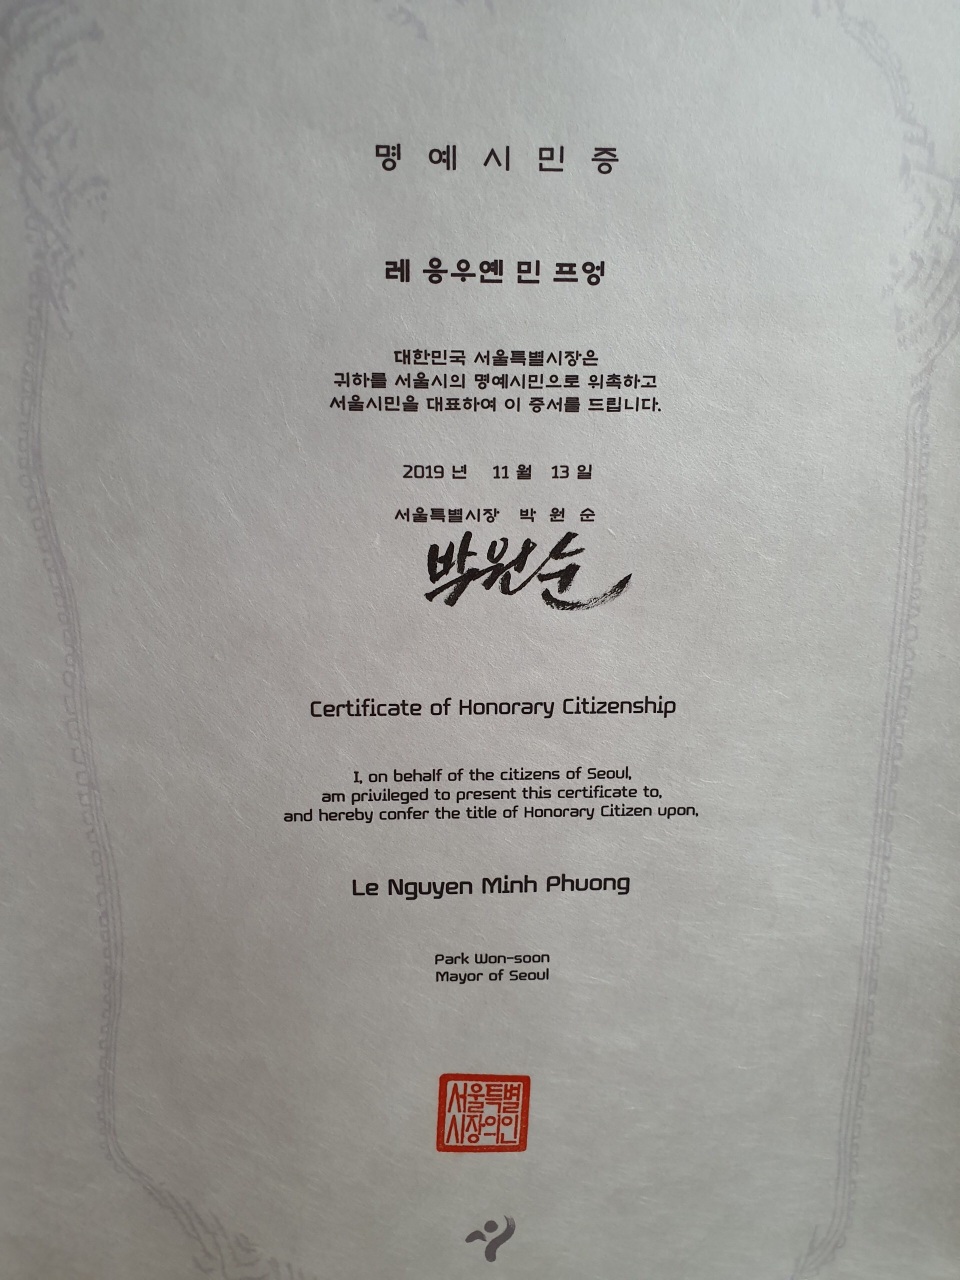 명예시민증
레 응우옌 민 프엉
대한민국 서울특별시장은
귀하를 서울시의 명예시민으로 위촉하고
서울시민을 대표하여 이 증서를 드립니다.
2019 년 11 월 13 일
서울특별시장 박 원 순
박원순
Certificate of Honorary Citizenship
I, on behalf of the citizens of Seoul,
am privileged to present this certificate to,
and hereby confer the title of Honorary Citizen upon,
Le Nguyen Minh Phuong
Park Won-soon
Mayor of Seoul
서울특별
시장의인